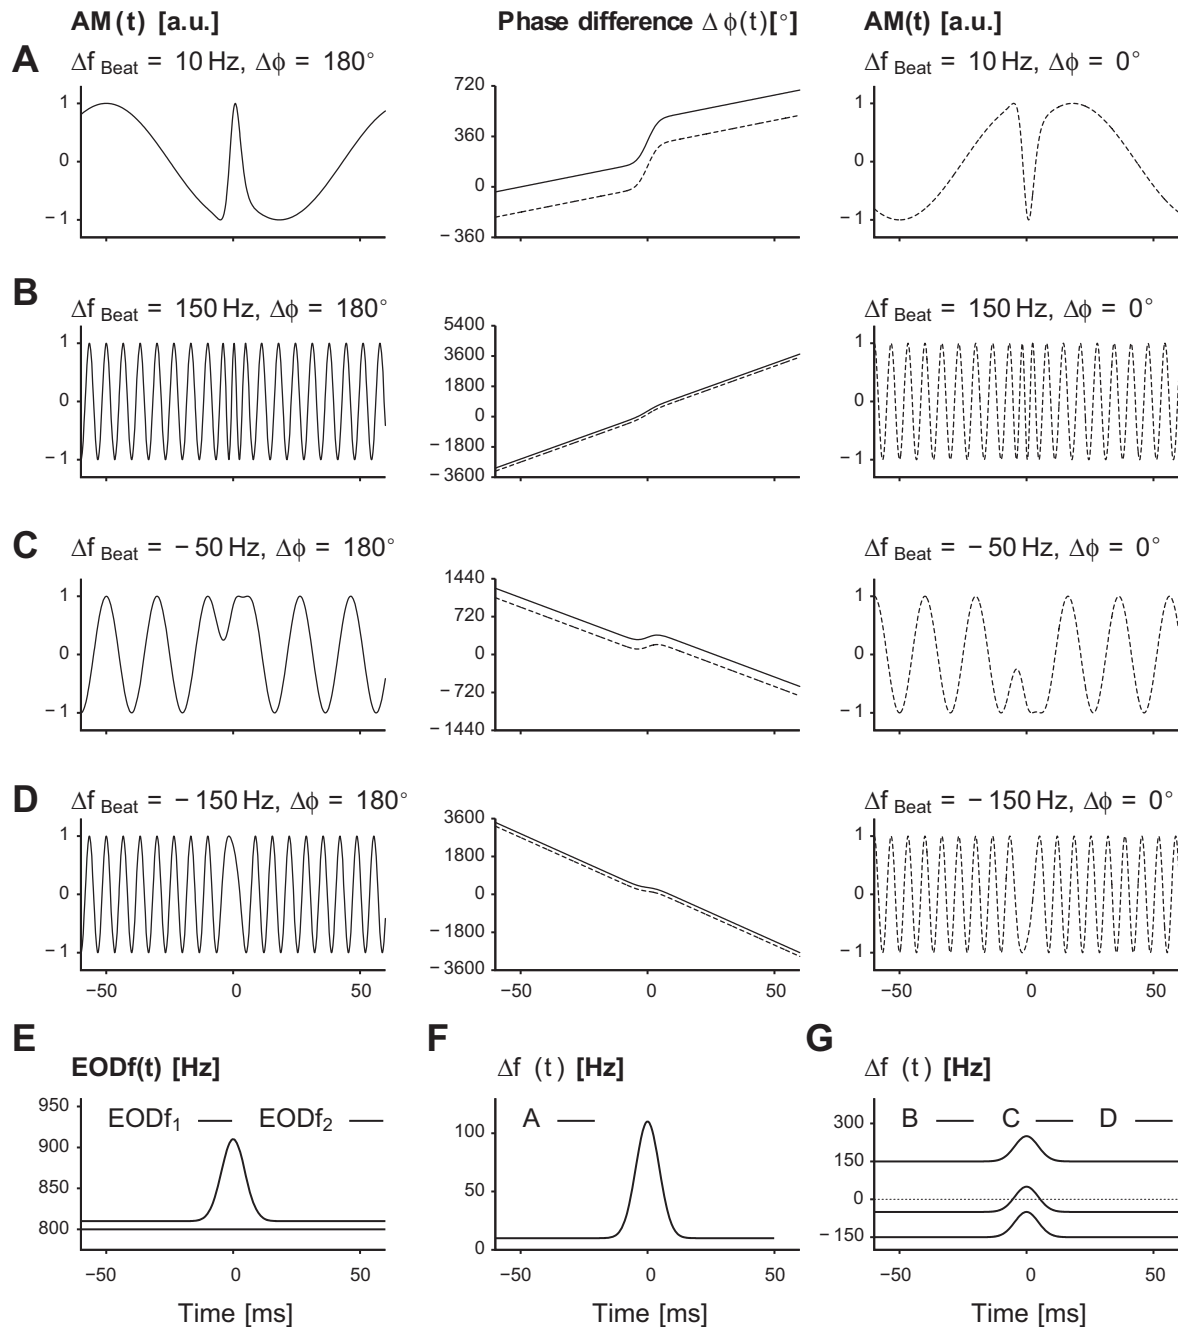 AM(t) [a.u.]
Phase difference Δ ϕ(t)[°]
AM(t) [a.u.]
A
Δf Beat = 10 Hz, Δϕ = 180°
Δf Beat = 10 Hz, Δϕ = 0°
1
0
−1
720
360
0
−360
1
0
−1
B
Δf Beat = 150 Hz, Δϕ = 180°
Δf Beat = 150 Hz, Δϕ = 0°
1
0
−1
5400
3600
1800
0
−1800
−3600
1
0
−1
C
Δf Beat = −50 Hz, Δϕ = 180°
Δf Beat = −50 Hz, Δϕ = 0°
1
0
−1
1440
720
0
−720
−1440
1
0
−1
D
Δf Beat = −150 Hz, Δϕ = 180°
Δf Beat = −150 Hz, Δϕ = 0°
1
0
−1
3600
1800
0
−1800
−3600
1
0
−1
−50 0 50
−50 0 50
−50 0 50
E
EODf(t) [Hz]
950
900
850
800
EODf1
EODf2
−50 0 50
Time [ms]
F
Δf (t) [Hz]
A
100
50
0
−50 0 50
Time [ms]
G
Δf (t) [Hz]
B C D
300
150
0
−150
−50 0 50
Time [ms]